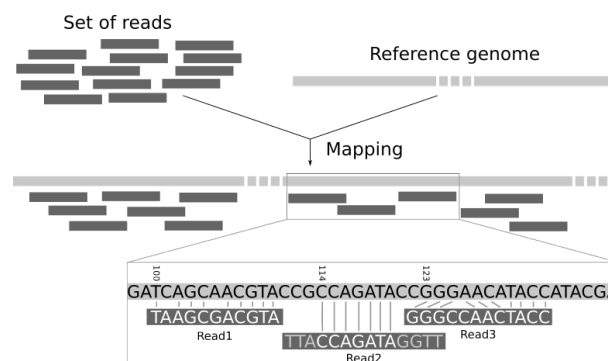 Set of reads
Reference genome
Mapping
100
114
123
GATCAGCAACGTACCGCCAGATACCGGGAACATACCATACGA
TAAGCGACGTA
GGGCCAACTACC
Read1
Read3
TTACCAGATAGGTT
Read2